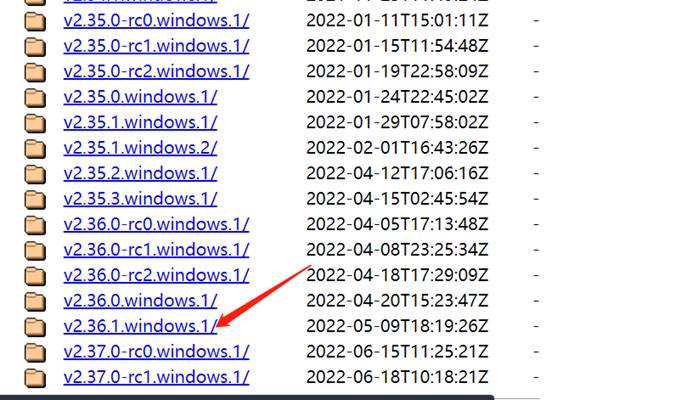 v2.35.0-rc0.windows.1/ 2022-01-11T15:01:11Z -
v2.35.0-rc1.windows.1/ 2022-01-15T11:54:48Z -
v2.35.0-rc2.windows.1/ 2022-01-19T22:58:09Z -
v2.35.0.windows.1/ 2022-01-24T22:45:02Z -
v2.35.1.windows.1/ 2022-01-29T07:58:02Z -
v2.35.1.windows.2/ 2022-02-01T16:43:26Z -
v2.35.2.windows.1/ 2022-04-12T17:06:16Z -
v2.35.3.windows.1/ 2022-04-15T02:45:54Z -
v2.36.0-rc0.windows.1/ 2022-04-05T17:13:48Z -
v2.36.0-rc1.windows.1/ 2022-04-08T23:25:34Z -
v2.36.0-rc2.windows.1/ 2022-04-18T17:29:09Z -
v2.36.0.windows.1/ 2022-04-20T15:23:47Z -
v2.36.1.windows.1/ 2022-05-09T18:19:26Z -
v2.37.0-rc0.windows.1/ 2022-06-15T11:25:21Z -
v2.37.0-rc1.windows.1/ 2022-06-18T10:18:21Z -